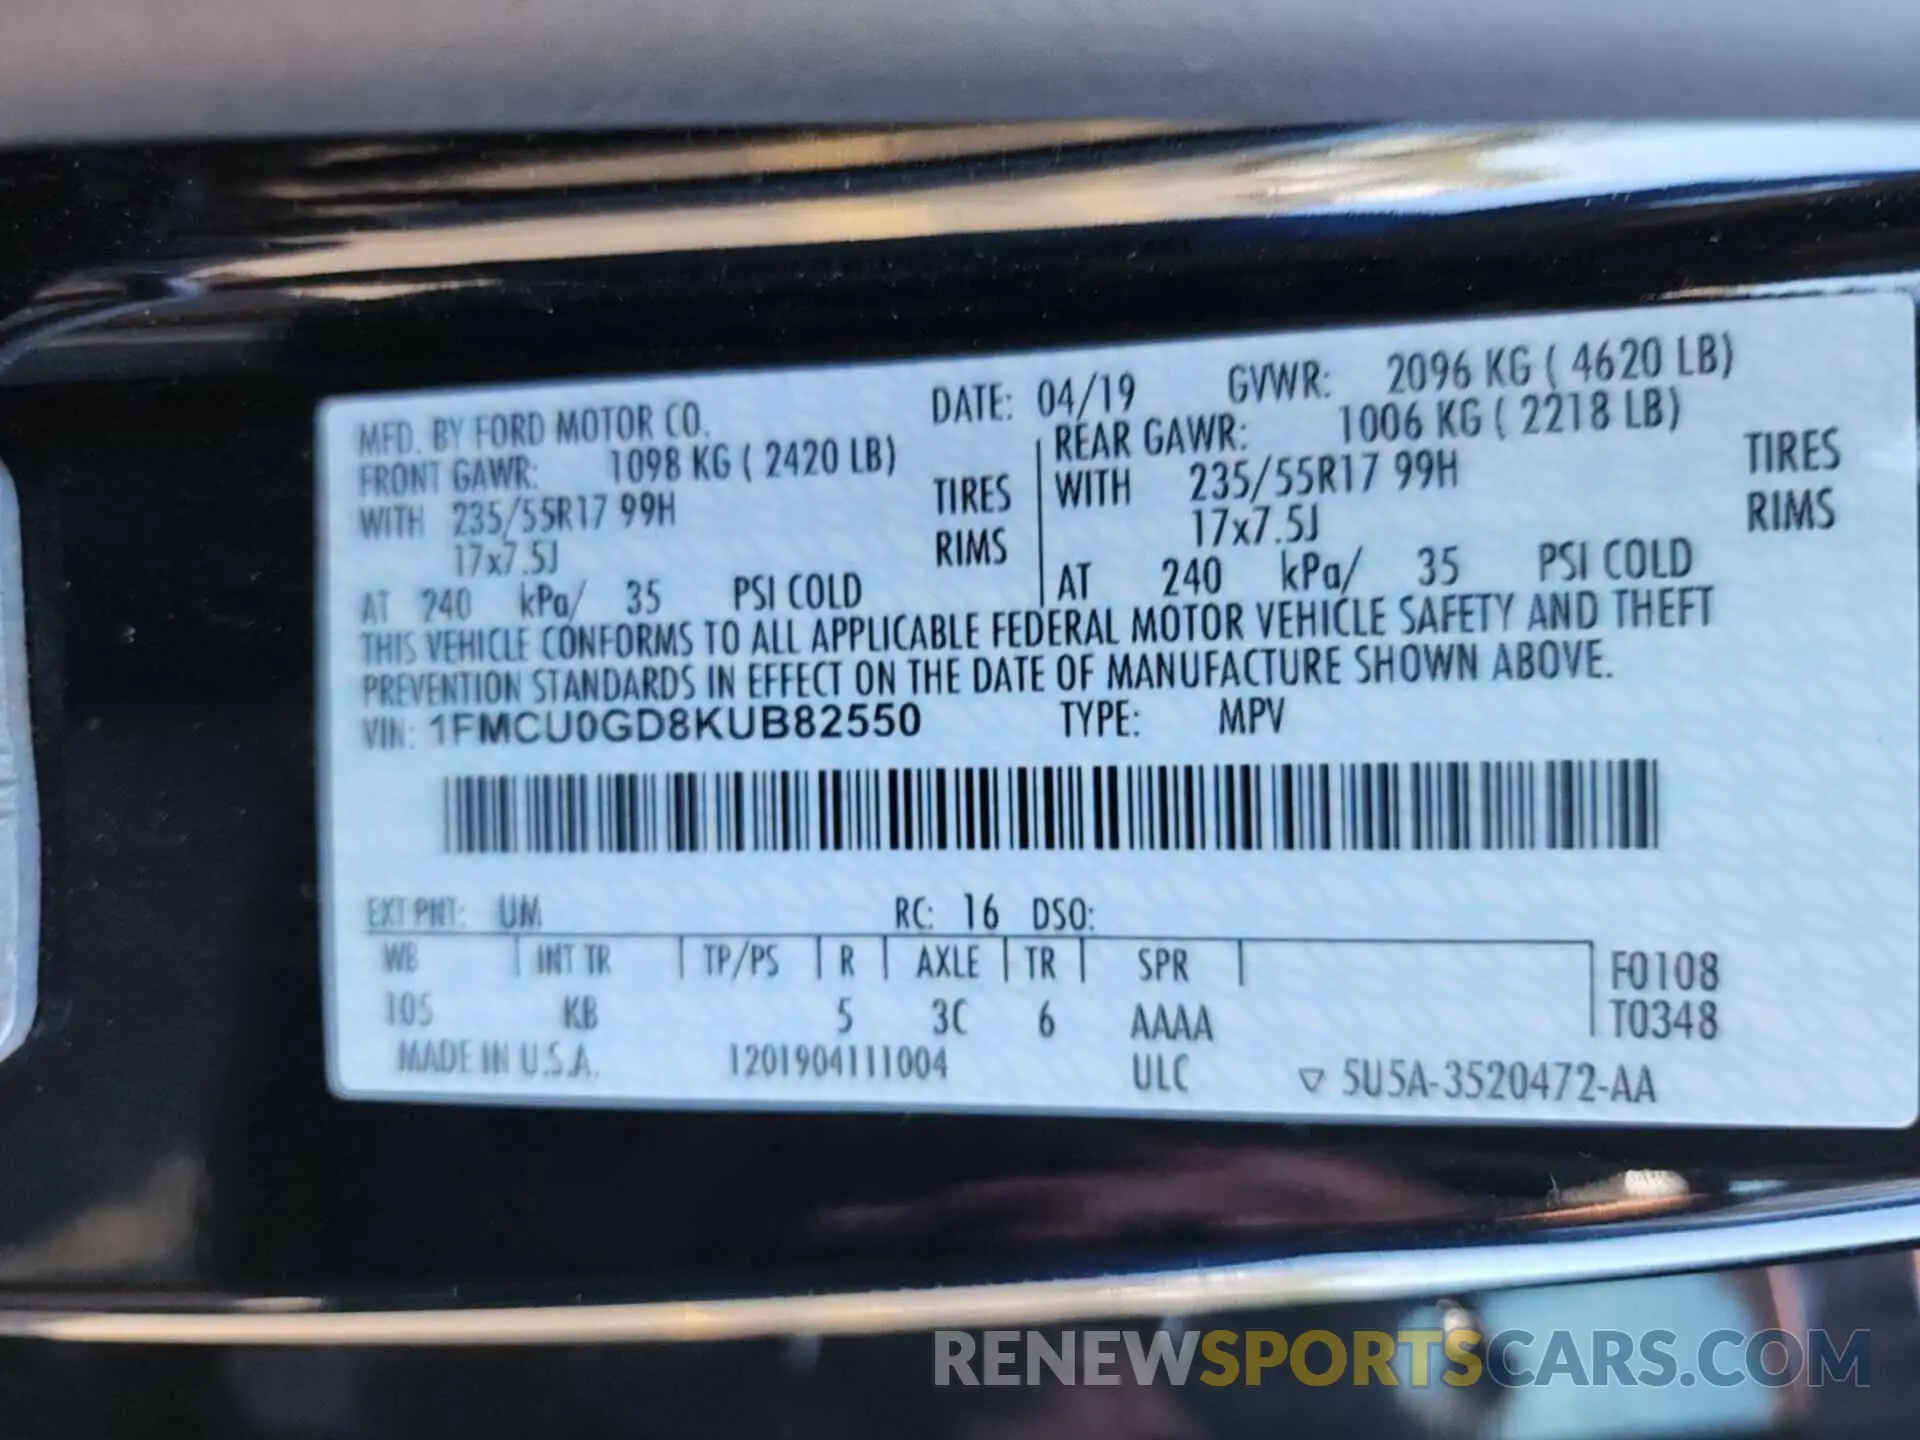 MFD. BY FORD MOTOR CO. DATE: 04/19 GVWR: 2096 KG ( 4620 LB)
FRONT GAWR: 1098 KG ( 2420 LB) REAR GAWR: 1006 KG ( 2218 LB)
WITH 235/55R17 99H TIRES WITH 235/55R17 99H TIRES
17x7.5J RIMS 17x7.5J RIMS
AT 240 kPa/ 35 PSI COLD AT 240 kPa/ 35 PSI COLD
THIS VEHICLE CONFORMS TO ALL APPLICABLE FEDERAL MOTOR VEHICLE SAFETY AND THEFT
PREVENTION STANDARDS IN EFFECT ON THE DATE OF MANUFACTURE SHOWN ABOVE.
VIN: 1FMCU0GD8KUB82550 TYPE: MPV
EXT PNT: UM RC: 16 DSO:
WB INT TR TP/PS R AXLE TR SPR F0108
105 KB 5 3C 6 AAAA T0348
MADE IN U.S.A. 1201904111004 ULC ▽ 5U5A-3520472-AA
RENEWSPORTSCARS.COM